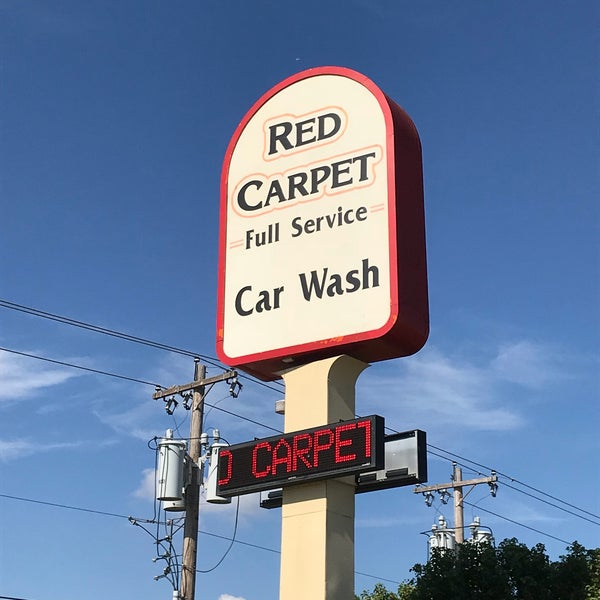 RED
CARPET
Full Service
Car Wash
D CARPET